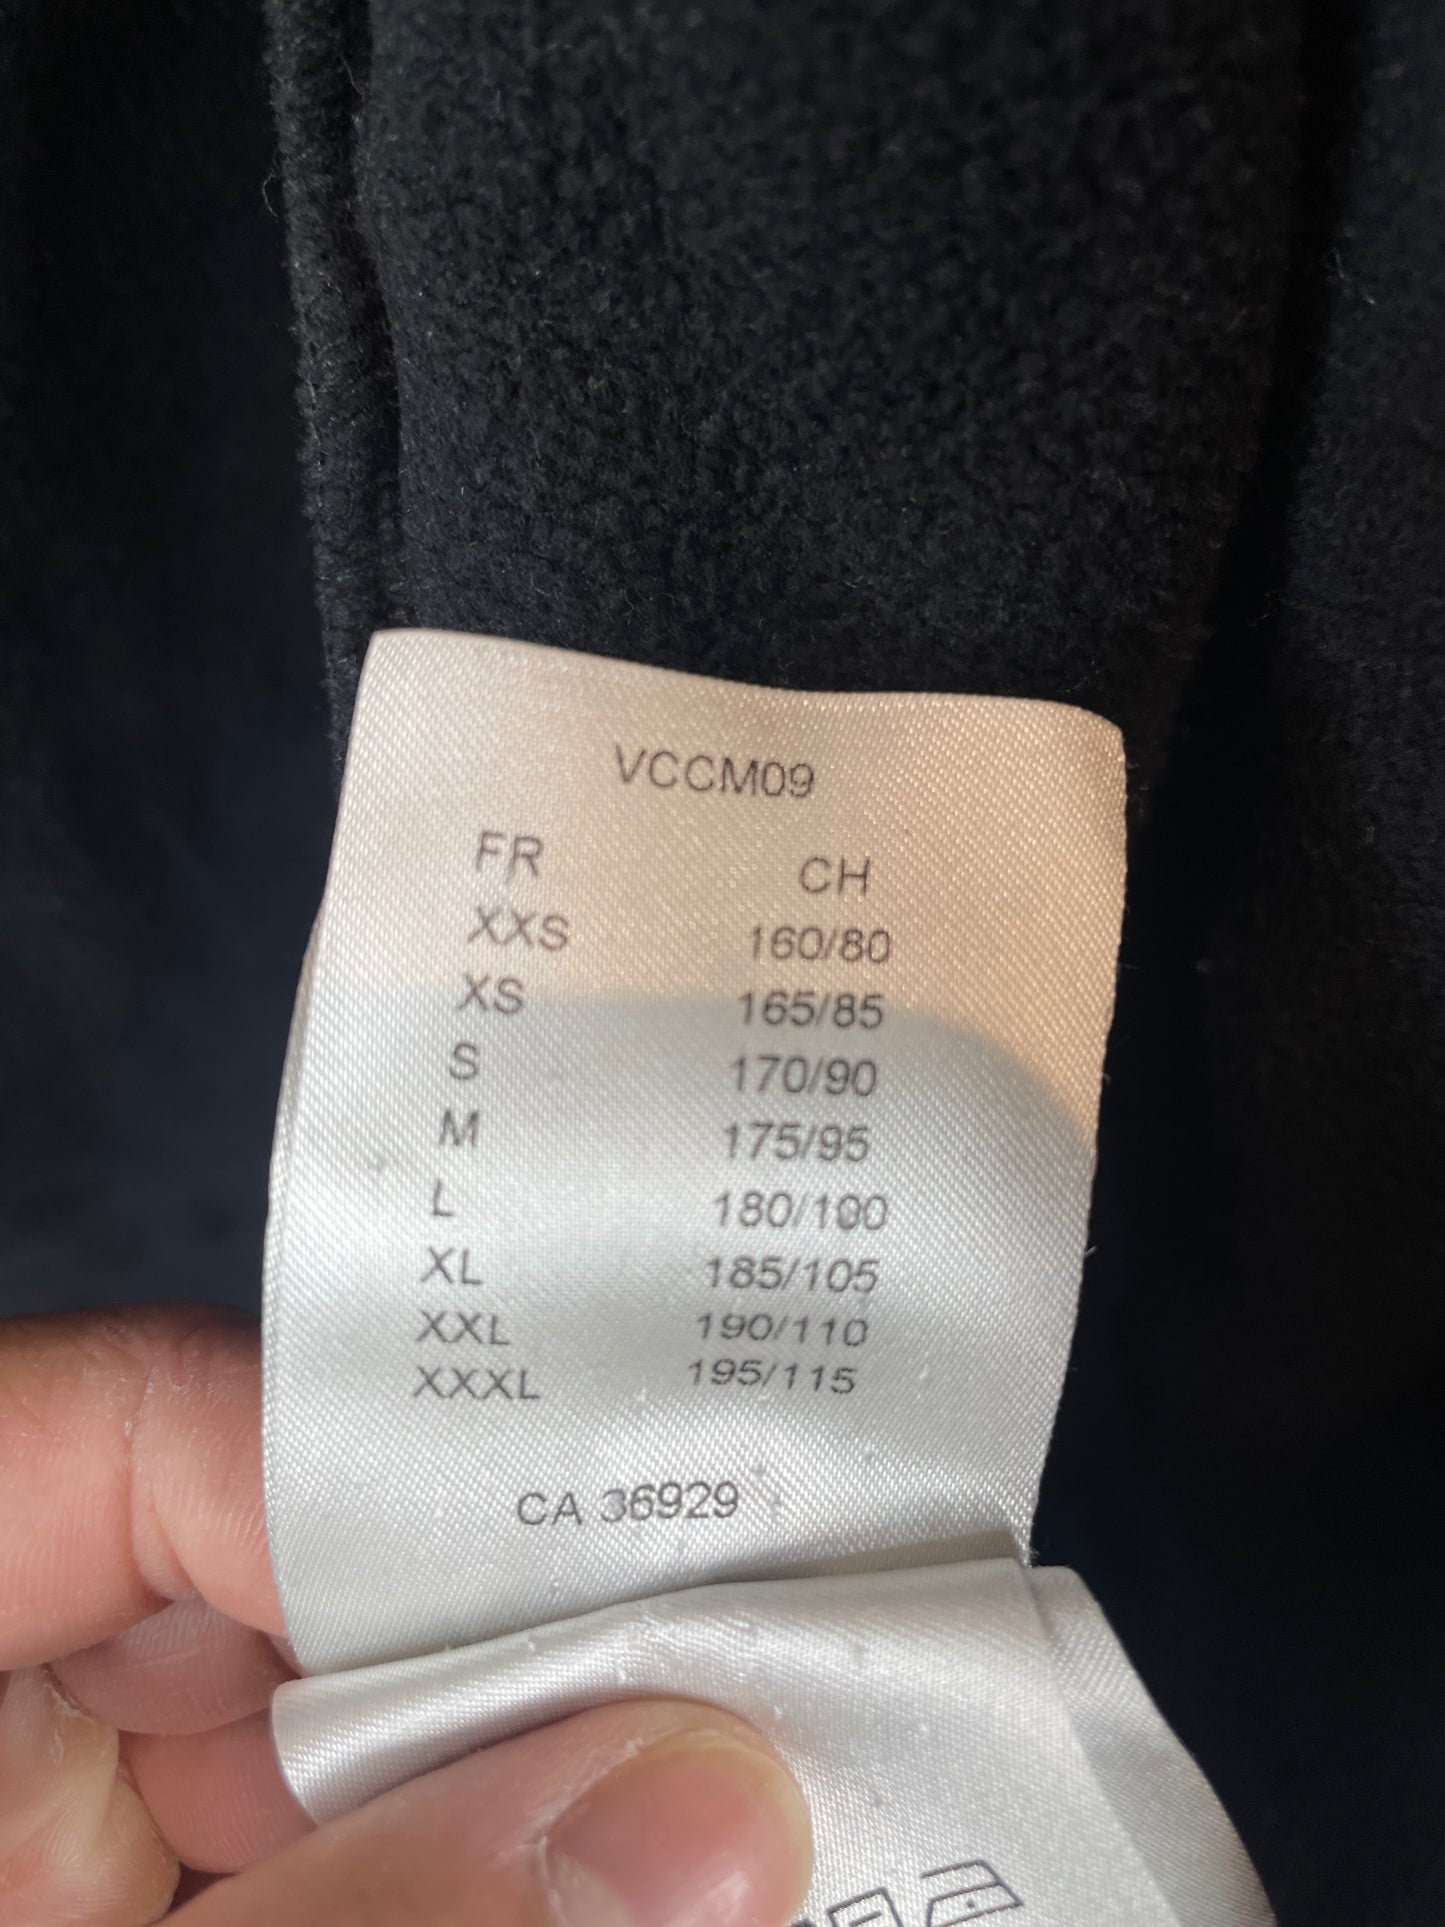 VCCM09
FR CH
XXS 160/80
XS 165/85
S 170/90
M 175/95
L 180/100
XL 185/105
XXL 190/110
XXXL 195/115
CA 36929